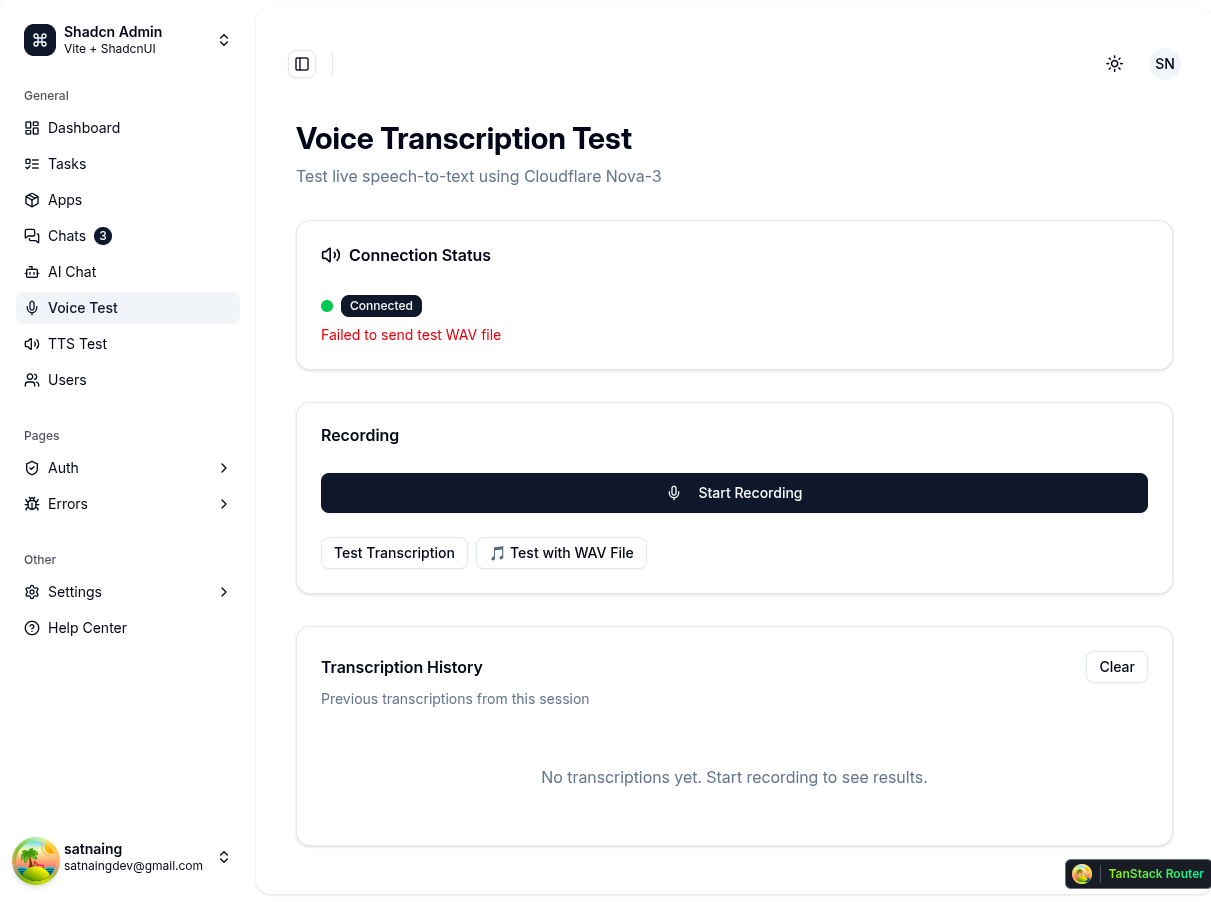 Shadcn Admin
Vite + ShadcnUI
General
Dashboard
Tasks
Apps
Chats 3
AI Chat
Voice Test
TTS Test
Users
Pages
Auth
Errors
Other
Settings
Help Center
satnaing
satnaingdev@gmail.com
SN
Voice Transcription Test
Test live speech-to-text using Cloudflare Nova-3
Connection Status
Connected
Failed to send test WAV file
Recording
Start Recording
Test Transcription
🎵 Test with WAV File
Transcription History
Clear
Previous transcriptions from this session
No transcriptions yet. Start recording to see results.
TanStack Router